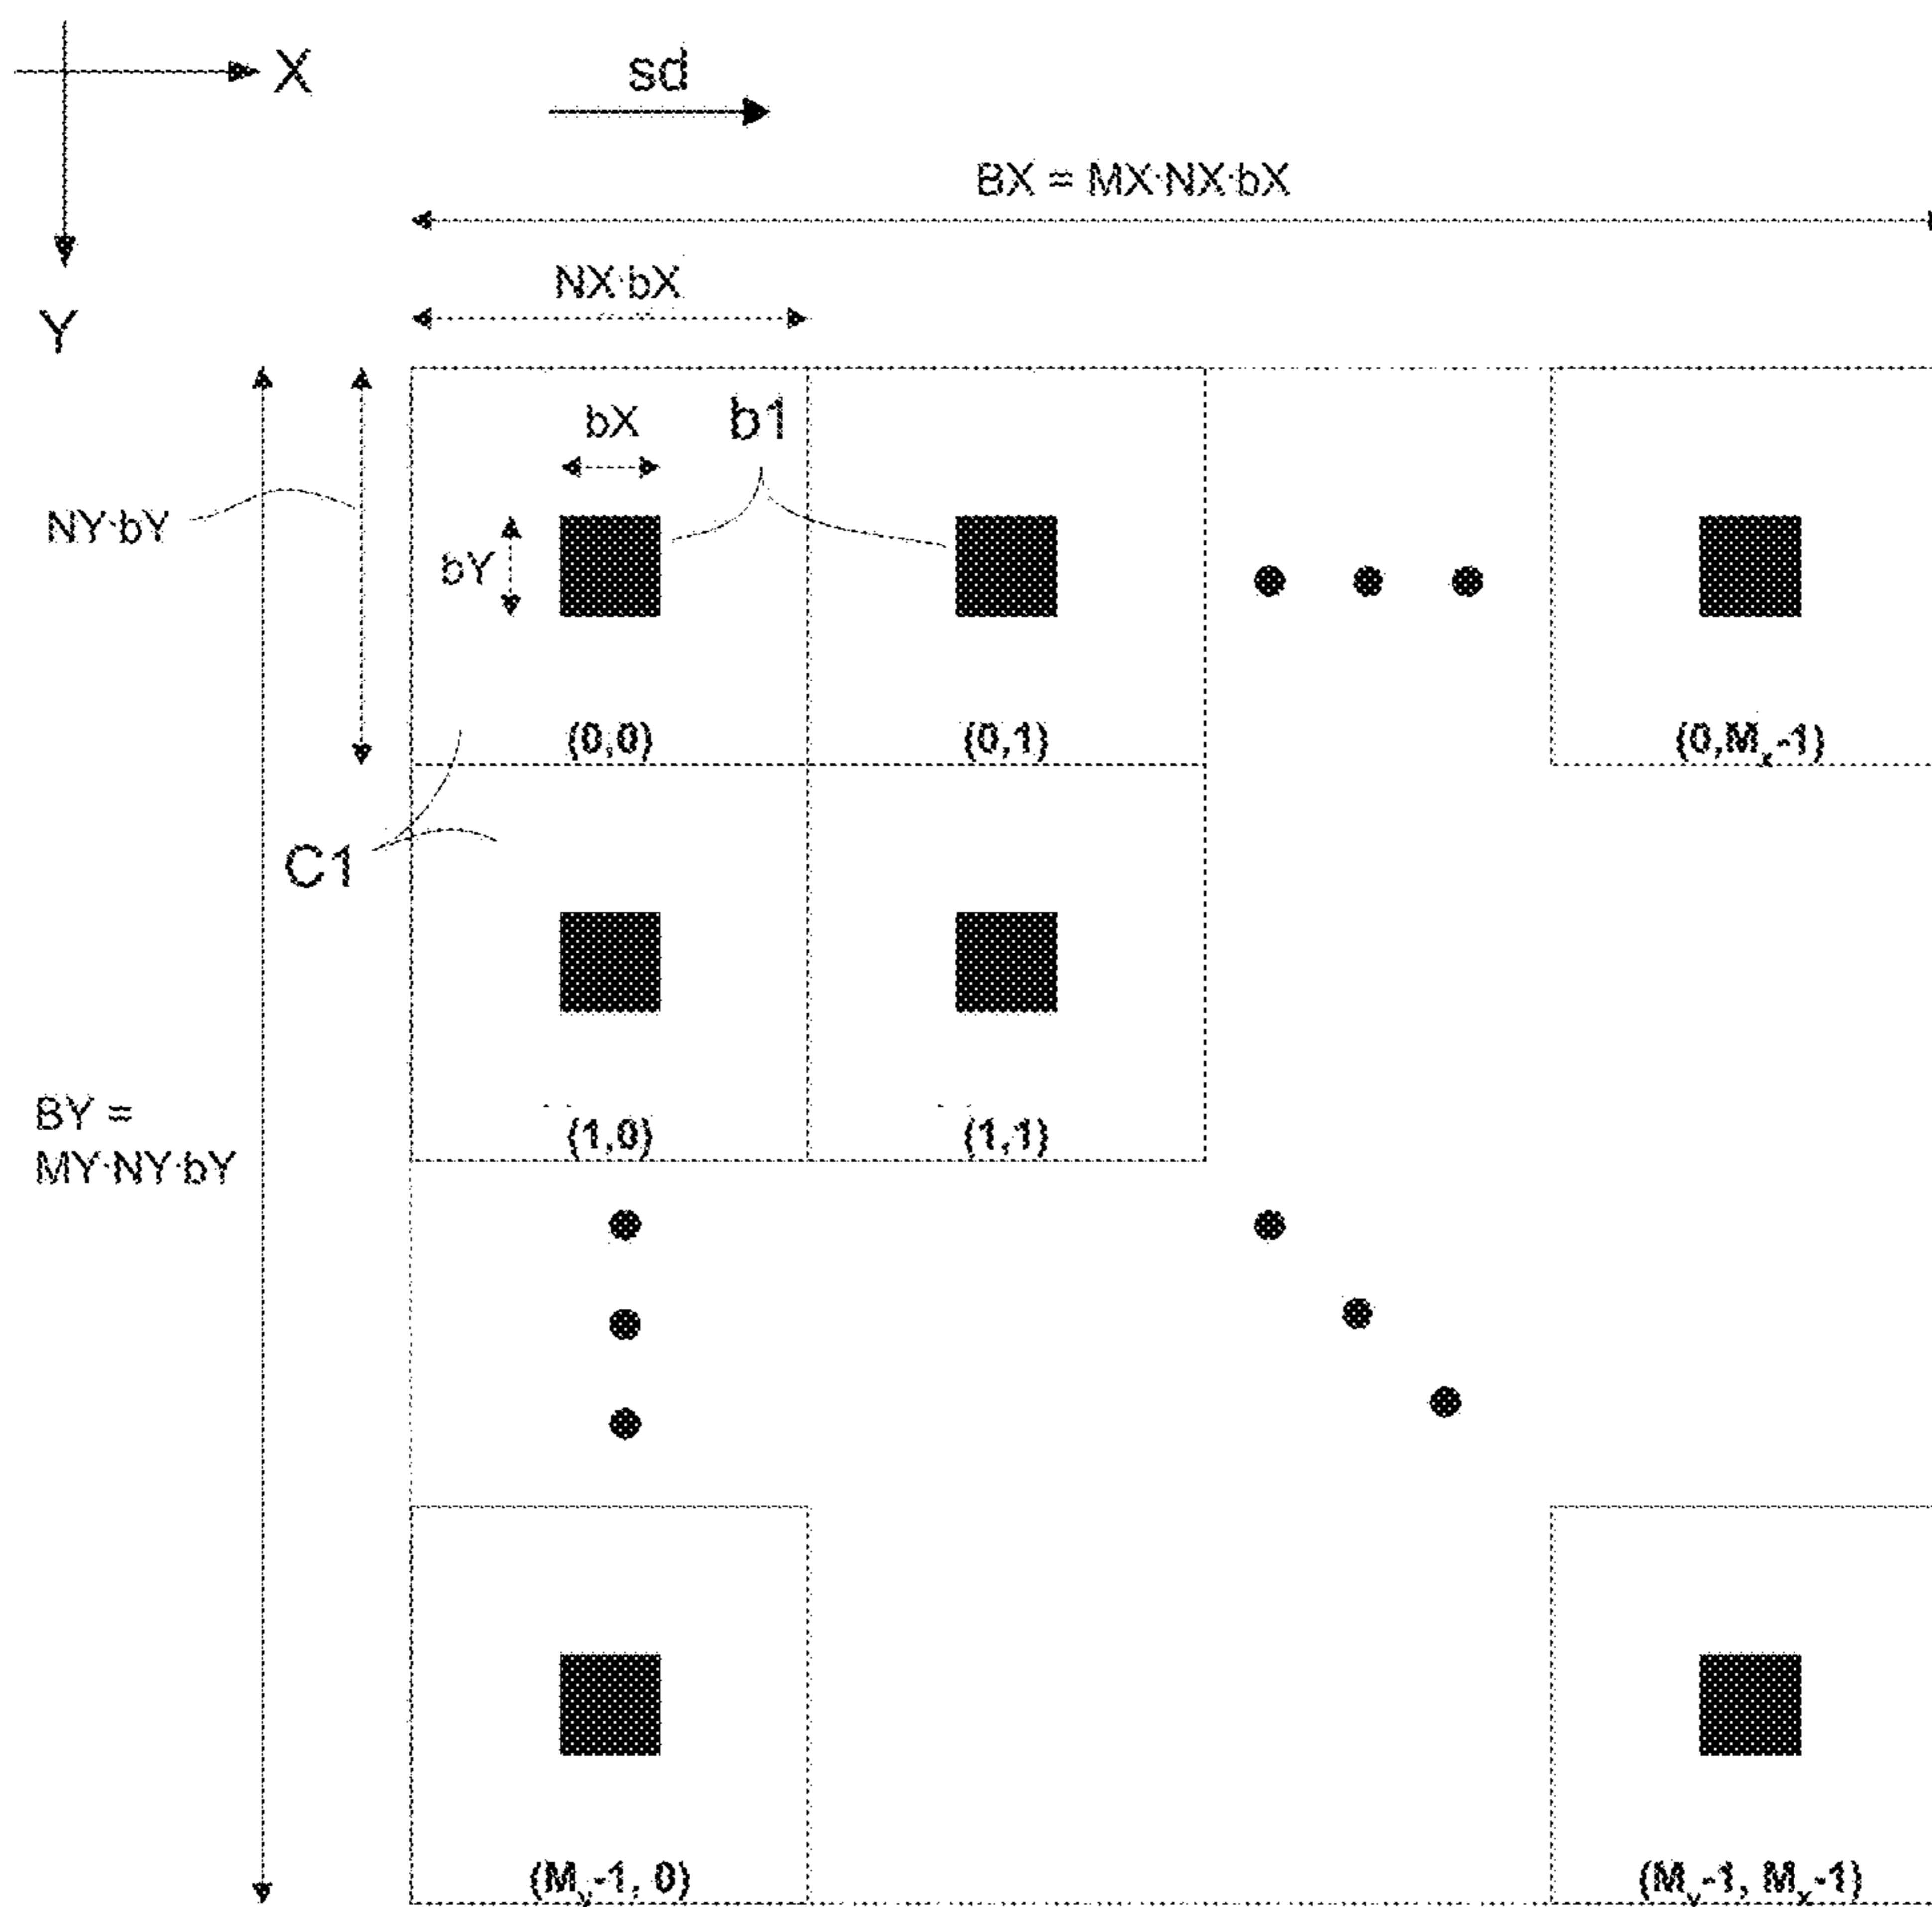 X
sd
BX = MX·NX·bX
NX·bX
Y
bX
b1
NY·bY
bY
(0,0)
(0,1)
(0,Mx-1)
C1
(1,0)
(1,1)
BY =
MY·NY·bY
(My-1, 0)
(My-1, Mx-1)